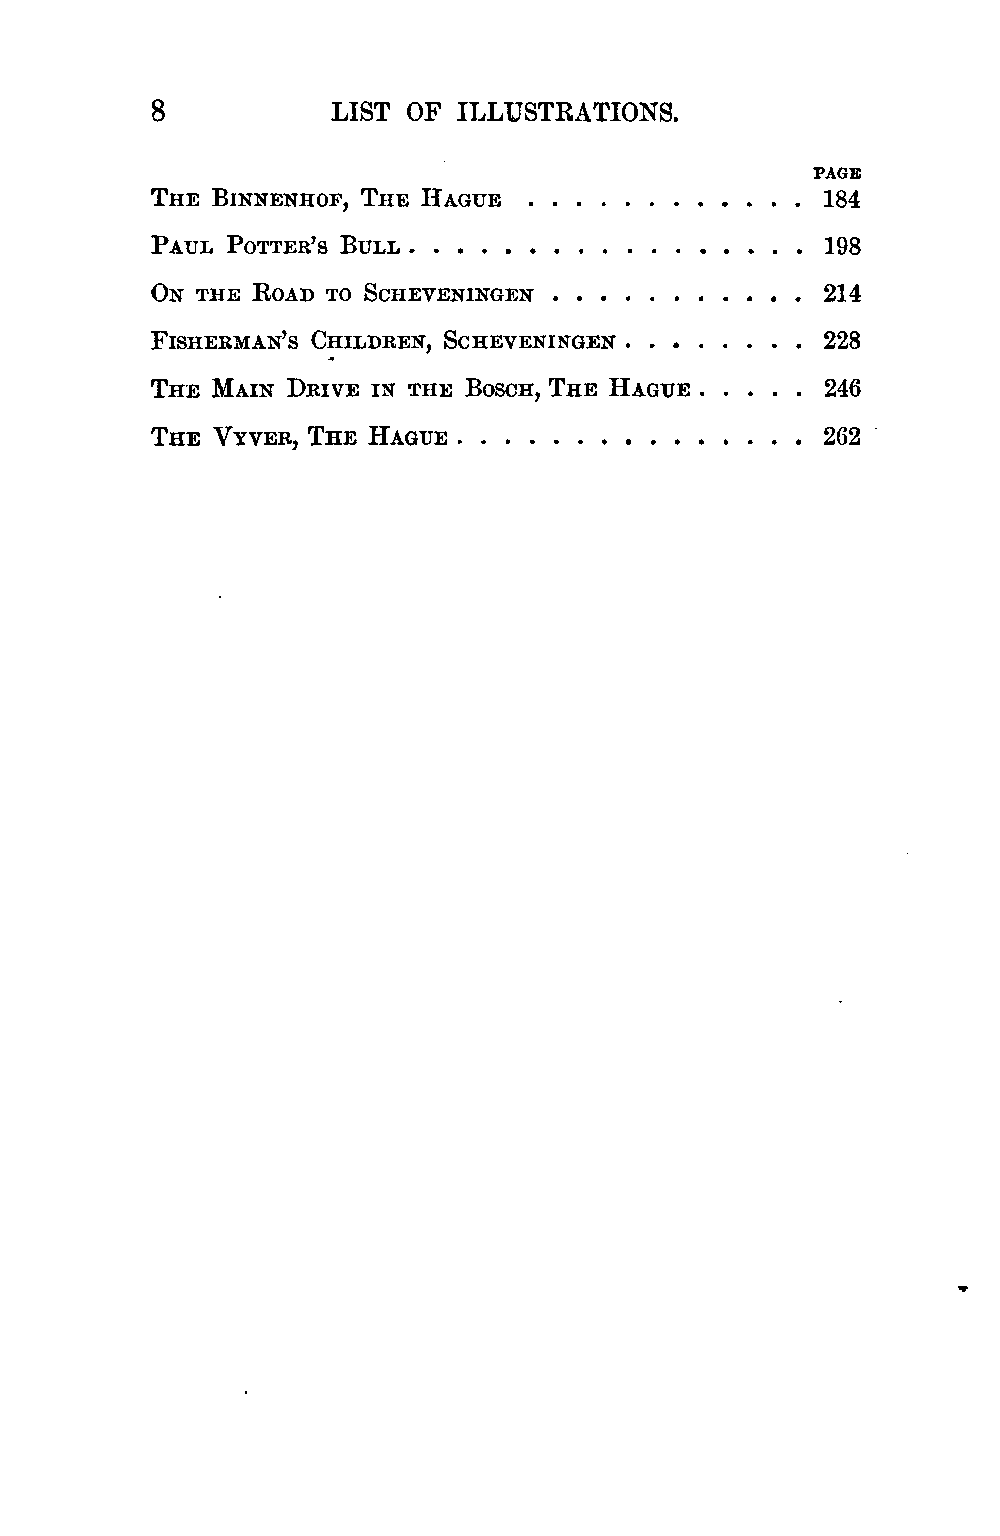 8 LIST OF ILLUSTRATIONS.
PAGE
THE BINNENHOF, THE HAGUE . . . . . . . . . . . . 184
PAUL POTTER'S BULL . . . . . . . . . . . . . . . . . 198
ON THE ROAD TO SCHEVENINGEN . . . . . . . . . . . 214
FISHERMAN'S CHILDREN, SCHEVENINGEN . . . . . . . . 228
THE MAIN DRIVE IN THE BOSCH, THE HAGUE . . . . . 246
THE VYVER, THE HAGUE . . . . . . . . . . . . . . . 262